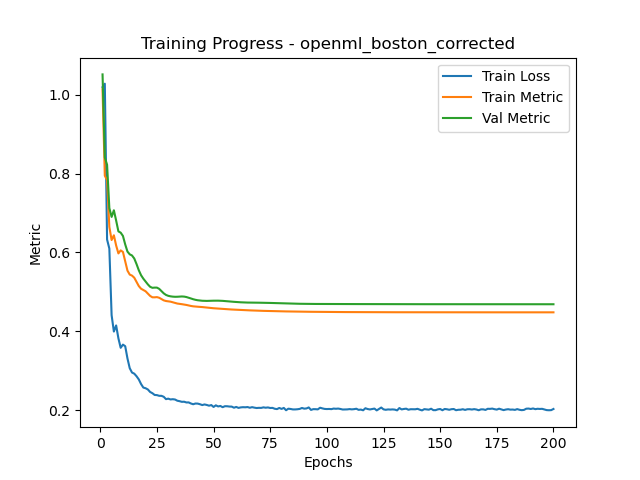 Training Progress - openml_boston_corrected
Train Loss
Train Metric
Val Metric
Metric
1.0
0.8
0.6
0.4
0.2
0
25
50
75
100
125
150
175
200
Epochs